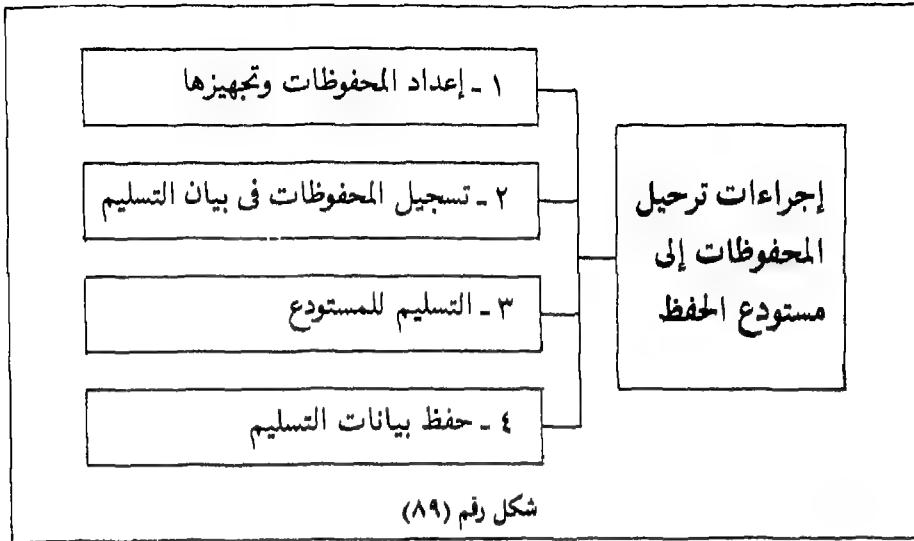 إجراءات ترحيل
المحفوظات إلى
مستودع الحفظ
١ ـ إعداد المحفوظات وتجهيزها
٢ ـ تسجيل المحفوظات فى بيان التسليم
٣ ـ التسليم للمستودع
٤ ـ حفظ بيانات التسليم
شكل رقم (٨٩)